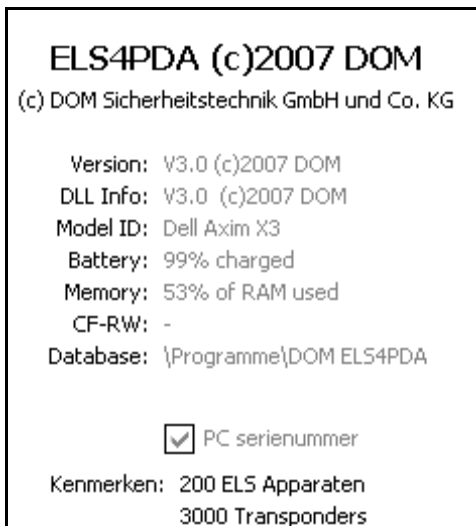 ELS4PDA (c)2007 DOM
(c) DOM Sicherheitstechnik GmbH und Co. KG
Version: V3.0 (c)2007 DOM
DLL Info: V3.0 (c)2007 DOM
Model ID: Dell Axim X3
Battery: 99% charged
Memory: 53% of RAM used
CF-RW: -
Database: \Programme\DOM ELS4PDA
PC serienummer
Kenmerken: 200 ELS Apparaten
3000 Transponders